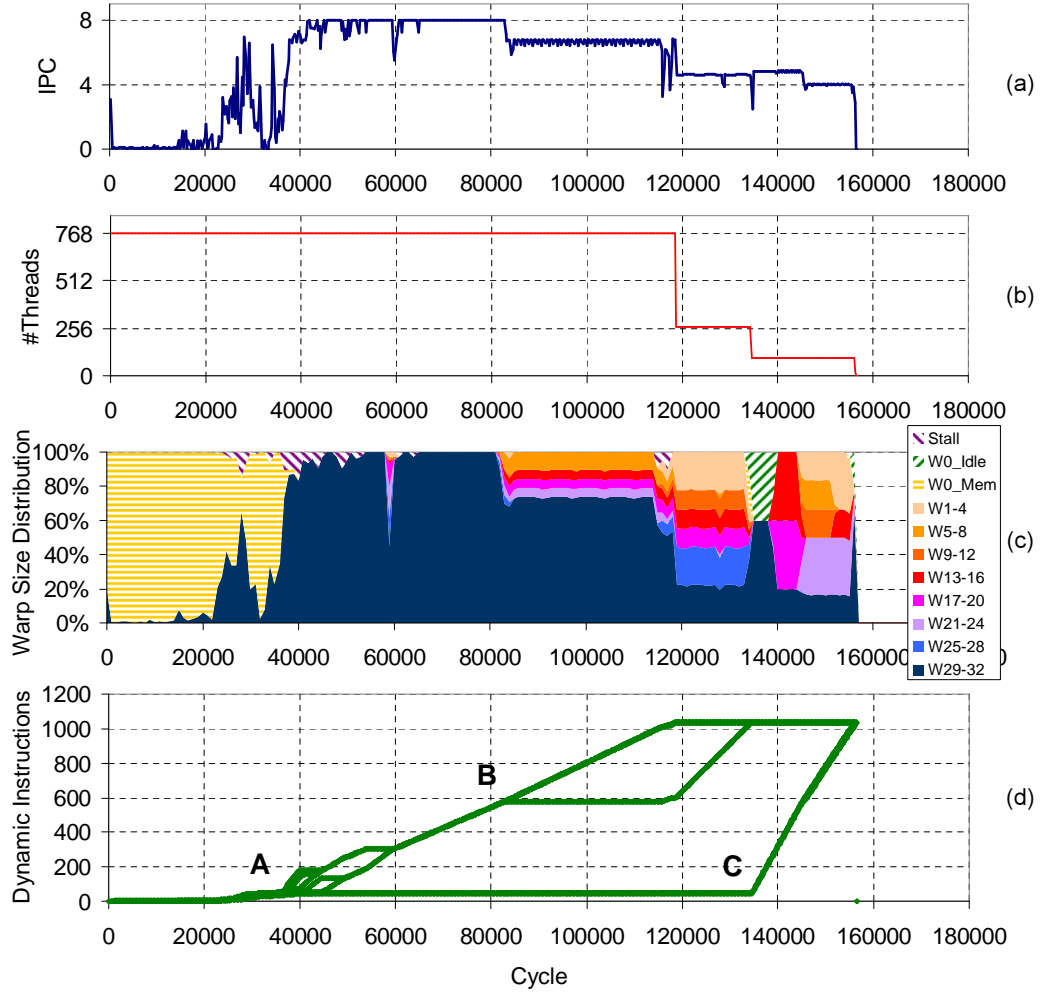 8
4
0
IPC
(a)
0 20000 40000 60000 80000 100000 120000 140000 160000 180000
768
512
256
0
#Threads
(b)
0 20000 40000 60000 80000 100000 120000 140000 160000 180000
100%
80%
60%
40%
20%
0%
Warp Size Distribution
(c)
Stall
W0_Idle
W0_Mem
W1-4
W5-8
W9-12
W13-16
W17-20
W21-24
W25-28
W29-32
0 20000 40000 60000 80000 100000 120000 140000 160000
1200
1000
800
600
400
200
0
Dynamic Instructions
A
B
C
(d)
0 20000 40000 60000 80000 100000 120000 140000 160000 180000
Cycle